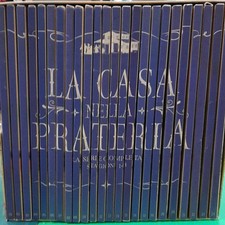 LA CASA
NELLA
PRATERIA
LA SERIE COMPLETA